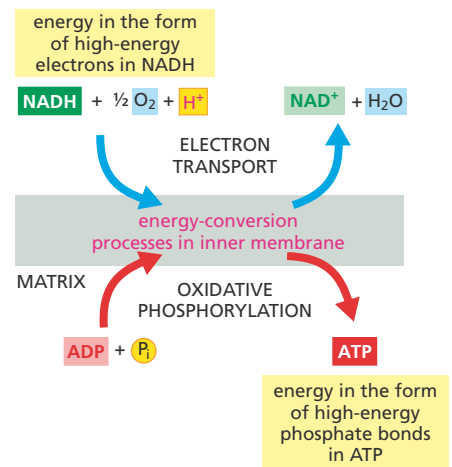 energy in the form
of high-energy
electrons in NADH
NADH + ½ O₂ + H⁺
NAD⁺ + H₂O
ELECTRON
TRANSPORT
energy-conversion
processes in inner membrane
MATRIX
OXIDATIVE
PHOSPHORYLATION
ADP + Pᵢ
ATP
energy in the form
of high-energy
phosphate bonds
in ATP